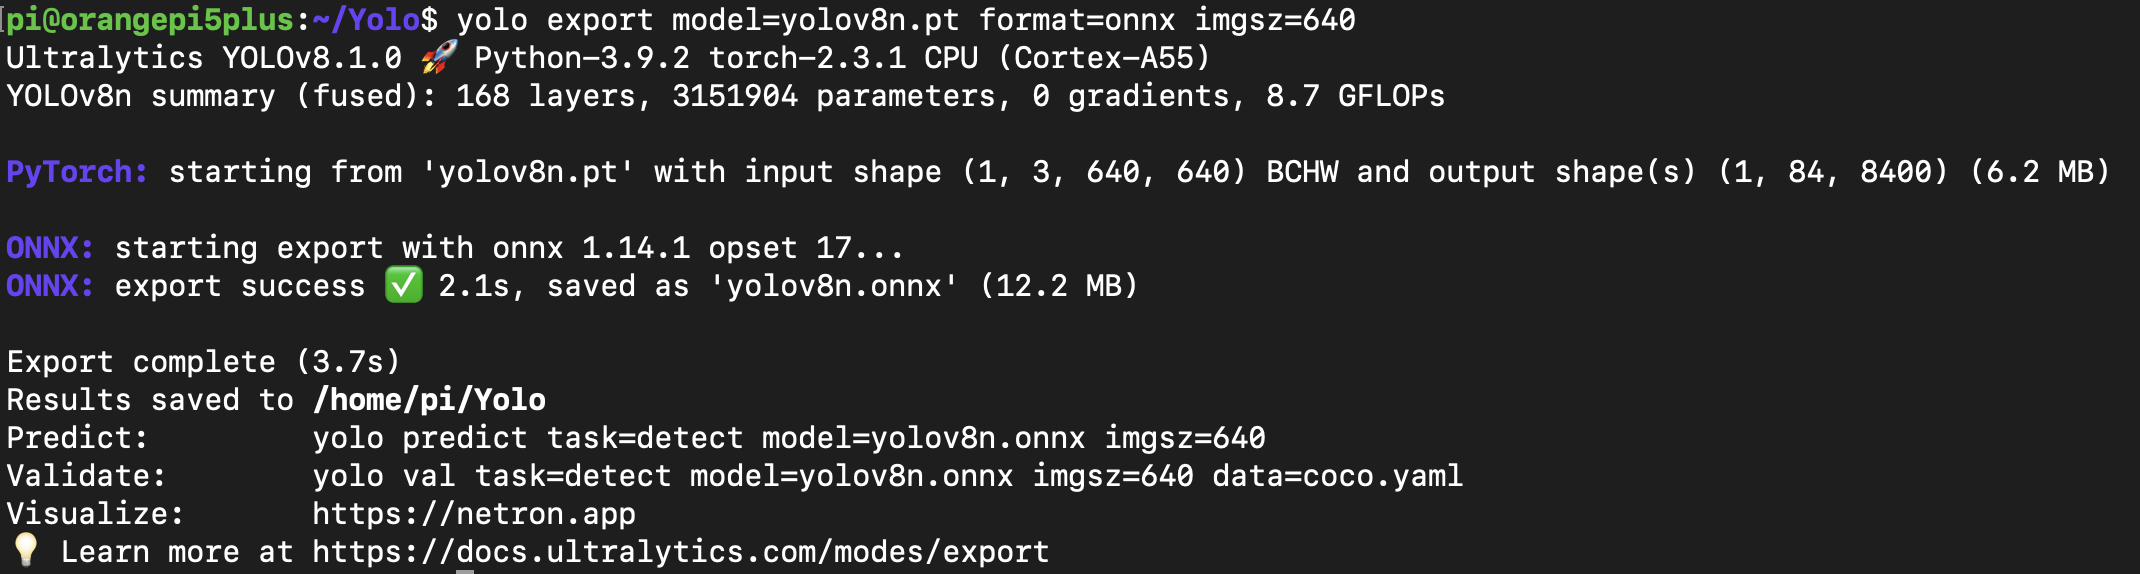 pi@orangepi5plus:~/Yolo$ yolo export model=yolov8n.pt format=onnx imgsz=640
Ultralytics YOLOv8.1.0 🚀 Python-3.9.2 torch-2.3.1 CPU (Cortex-A55)
YOLOv8n summary (fused): 168 layers, 3151904 parameters, 0 gradients, 8.7 GFLOPs
PyTorch: starting from 'yolov8n.pt' with input shape (1, 3, 640, 640) BCHW and output shape(s) (1, 84, 8400) (6.2 MB)
ONNX: starting export with onnx 1.14.1 opset 17...
ONNX: export success ✅ 2.1s, saved as 'yolov8n.onnx' (12.2 MB)
Export complete (3.7s)
Results saved to /home/pi/Yolo
Predict:         yolo predict task=detect model=yolov8n.onnx imgsz=640
Validate:        yolo val task=detect model=yolov8n.onnx imgsz=640 data=coco.yaml
Visualize:       https://netron.app
💡 Learn more at https://docs.ultralytics.com/modes/export